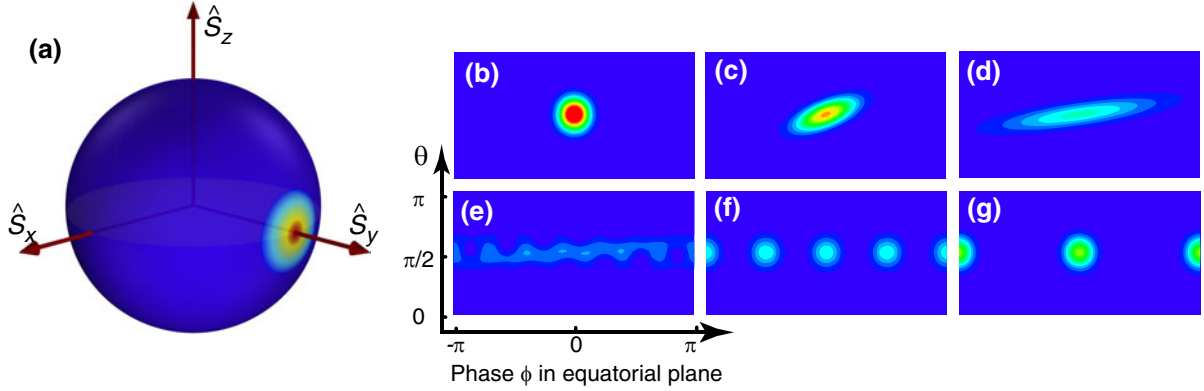 (a)
Ŝz
Ŝx
Ŝy
(b)
(c)
(d)
θ
π
(e)
(f)
(g)
π/2
0
-π
0
π
Phase ϕ in equatorial plane